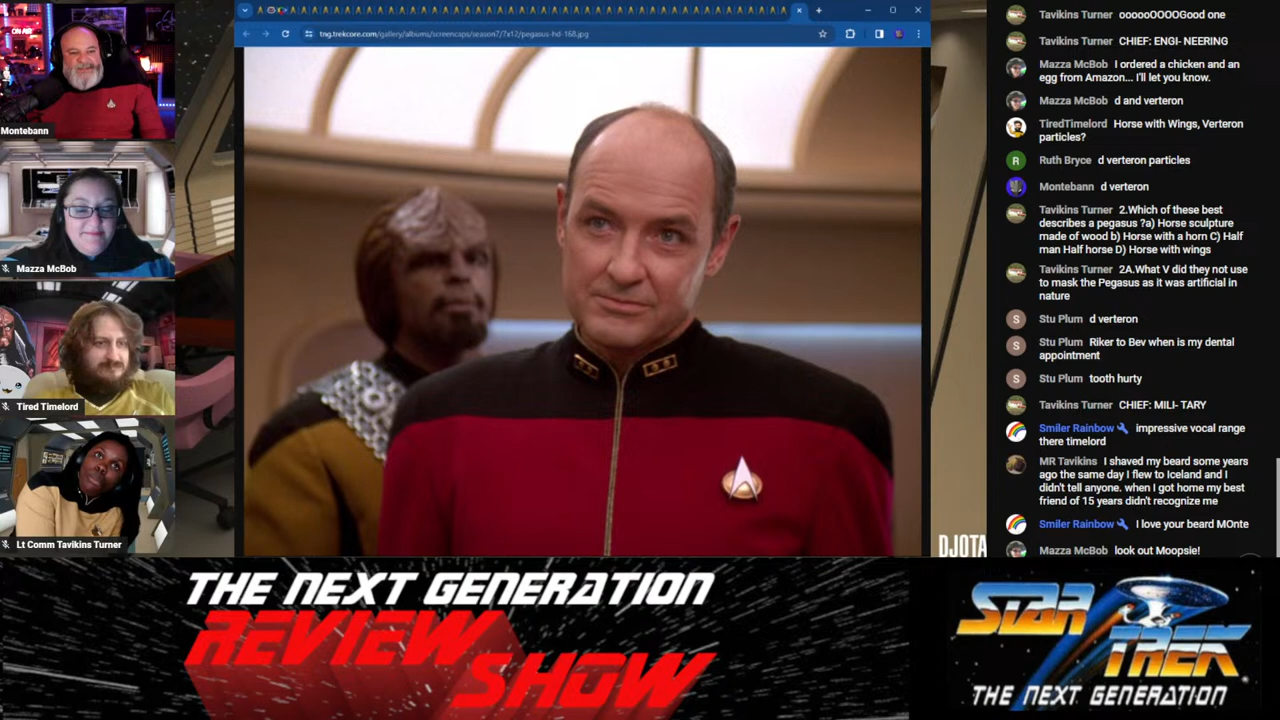 ON AIR
Montebann
Mazza McBob
Tired Timelord
Lt Comm Tavikins Turner
tng.trekcore.com/gallery/albums/screencaps/season7/7x12/pegasus-hd-168.jpg
DJOTA
Tavikins Turner oooooOOOOGood one
Tavikins Turner CHIEF: ENGI- NEERING
Mazza McBob I ordered a chicken and an
egg from Amazon... I'll let you know.
Mazza McBob d and verteron
TiredTimelord Horse with Wings, Verteron
particles?
R Ruth Bryce d verteron particles
Montebann d verteron
Tavikins Turner 2.Which of these best
describes a pegasus ?a) Horse sculpture
made of wood b) Horse with a horn C) Half
man Half horse D) Horse with wings
Tavikins Turner 2A.What V did they not use
to mask the Pegasus as it was artificial in
nature
S Stu Plum d verteron
S Stu Plum Riker to Bev when is my dental
appointment
S Stu Plum tooth hurty
Tavikins Turner CHIEF: MILI- TARY
Smiler Rainbow impressive vocal range
there timelord
MR Tavikins I shaved my beard some years
ago the same day I flew to Iceland and I
didn't tell anyone. when I got home my best
friend of 15 years didn't recognize me
Smiler Rainbow I love your beard MOnte
Mazza McBob look out Moopsie!
THE NEXT GENERATION
REVIEW
SHOW
STAR
TREK
THE NEXT GENERATION